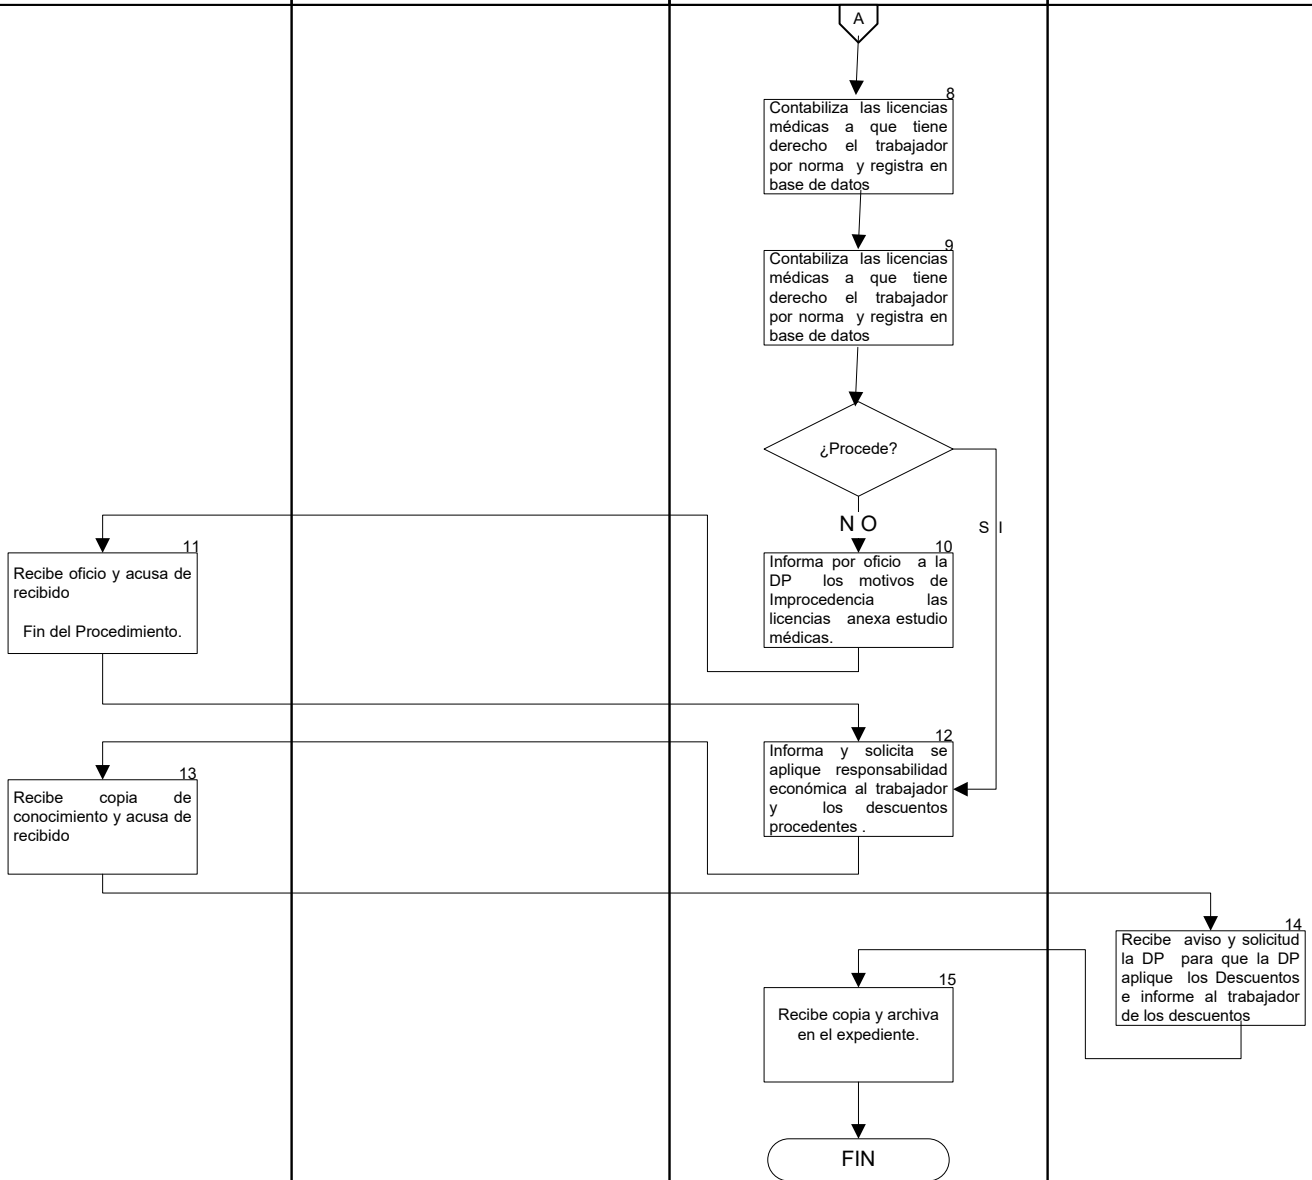 A
8
Contabiliza las licencias
médicas a que tiene
derecho el trabajador
por norma y registra en
base de datos
9
Contabiliza las licencias
médicas a que tiene
derecho el trabajador
por norma y registra en
base de datos
¿Procede?
N O
S I
10
Informa por oficio a la
DP los motivos de
Improcedencia las
licencias anexa estudio
médicas.
11
Recibe oficio y acusa de
recibido
Fin del Procedimiento.
12
Informa y solicita se
aplique responsabilidad
económica al trabajador
y los descuentos
procedentes .
13
Recibe copia de
conocimiento y acusa de
recibido
14
Recibe aviso y solicitud
la DP para que la DP
aplique los Descuentos
e informe al trabajador
de los descuentos
15
Recibe copia y archiva
en el expediente.
FIN